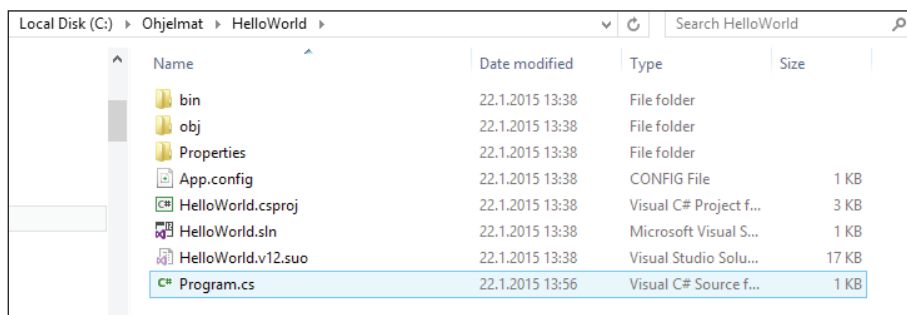 Local Disk (C:) Ohjelmat HelloWorld Search HelloWorld
Name Date modified Type Size
bin 22.1.2015 13:38 File folder
obj 22.1.2015 13:38 File folder
Properties 22.1.2015 13:38 File folder
App.config 22.1.2015 13:38 CONFIG File 1 KB
C# HelloWorld.csproj 22.1.2015 13:38 Visual C# Project f... 3 KB
HelloWorld.sln 22.1.2015 13:38 Microsoft Visual S... 1 KB
HelloWorld.v12.suo 22.1.2015 13:38 Visual Studio Solu... 17 KB
C# Program.cs 22.1.2015 13:56 Visual C# Source f... 1 KB